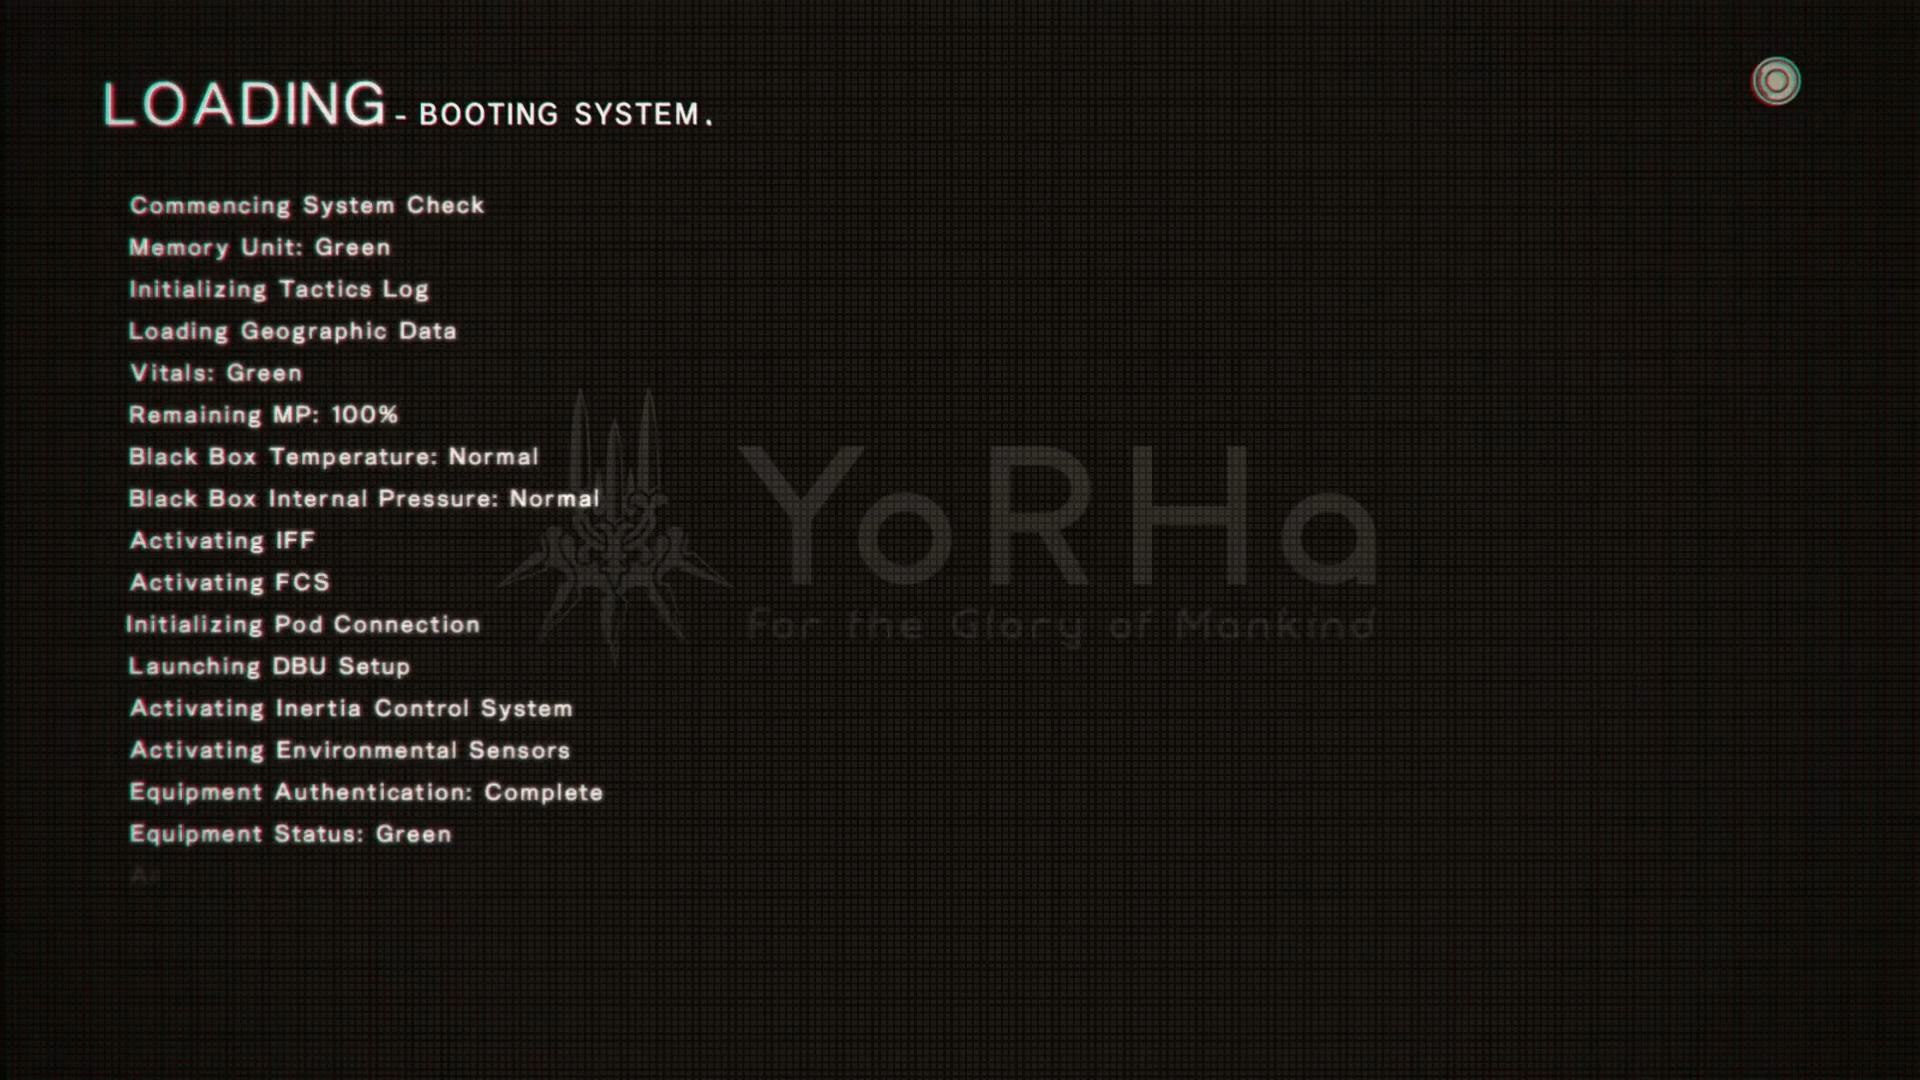 LOADING - BOOTING SYSTEM.
Commencing System Check
Memory Unit: Green
Initializing Tactics Log
Loading Geographic Data
Vitals: Green
Remaining MP: 100%
Black Box Temperature: Normal
Black Box Internal Pressure: Normal
Activating IFF
Activating FCS
Initializing Pod Connection
Launching DBU Setup
Activating Inertia Control System
Activating Environmental Sensors
Equipment Authentication: Complete
Equipment Status: Green
YoRHa
For the Glory of Mankind